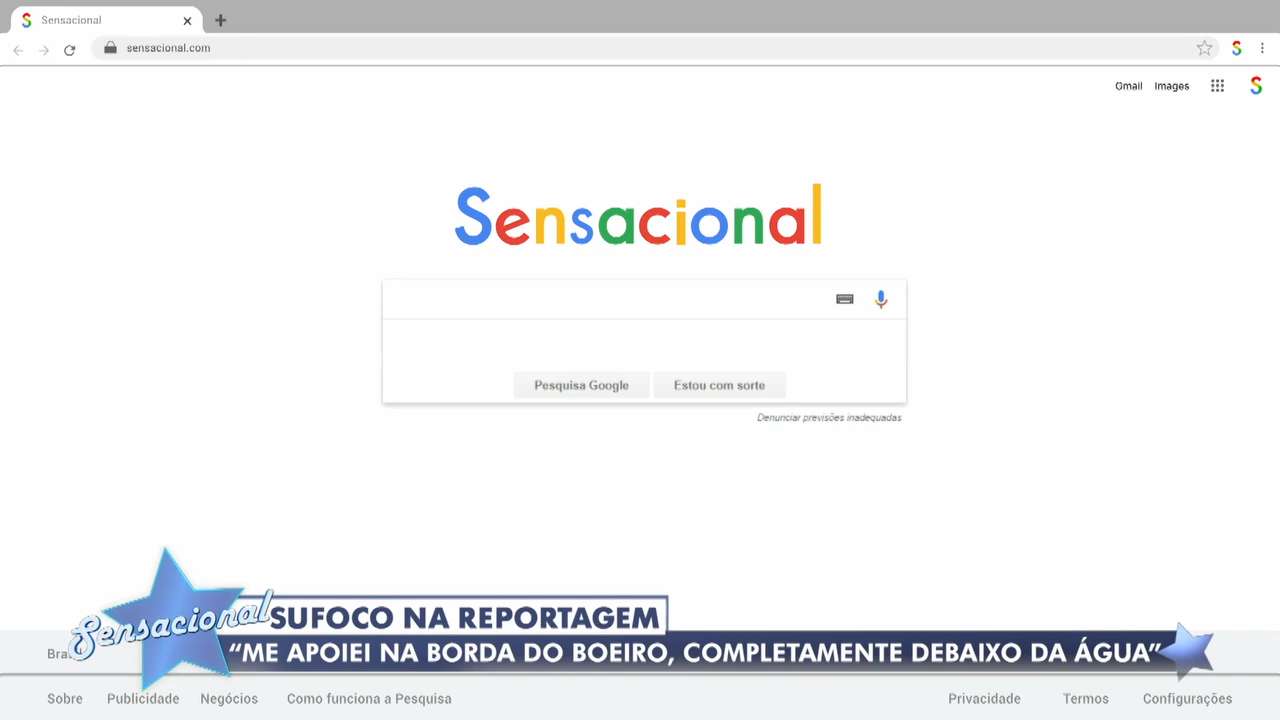 Sensacional
sensacional.com
Gmail Images
Sensacional
Pesquisa Google Estou com sorte
Denunciar previsões inadequadas
Sensacional
SUFOCO NA REPORTAGEM
“ME APOIEI NA BORDA DO BOEIRO, COMPLETAMENTE DEBAIXO DA ÁGUA”
Sobre Publicidade Negócios Como funciona a Pesquisa Privacidade Termos Configurações